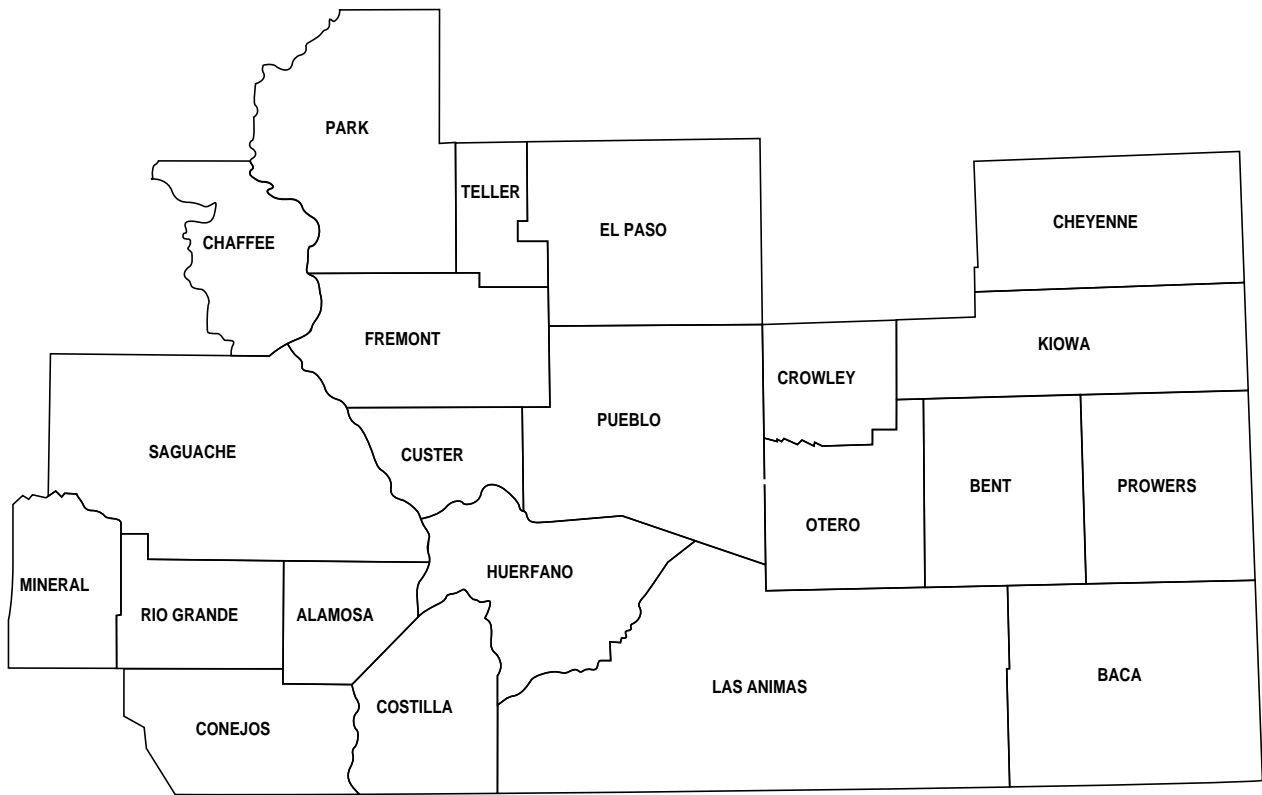 PARK
TELLER
CHEYENNE
EL PASO
CHAFFEE
FREMONT
KIOWA
CROWLEY
PUEBLO
SAGUACHE
CUSTER
BENT
PROWERS
OTERO
HUERFANO
MINERAL
RIO GRANDE
ALAMOSA
BACA
LAS ANIMAS
COSTILLA
CONEJOS